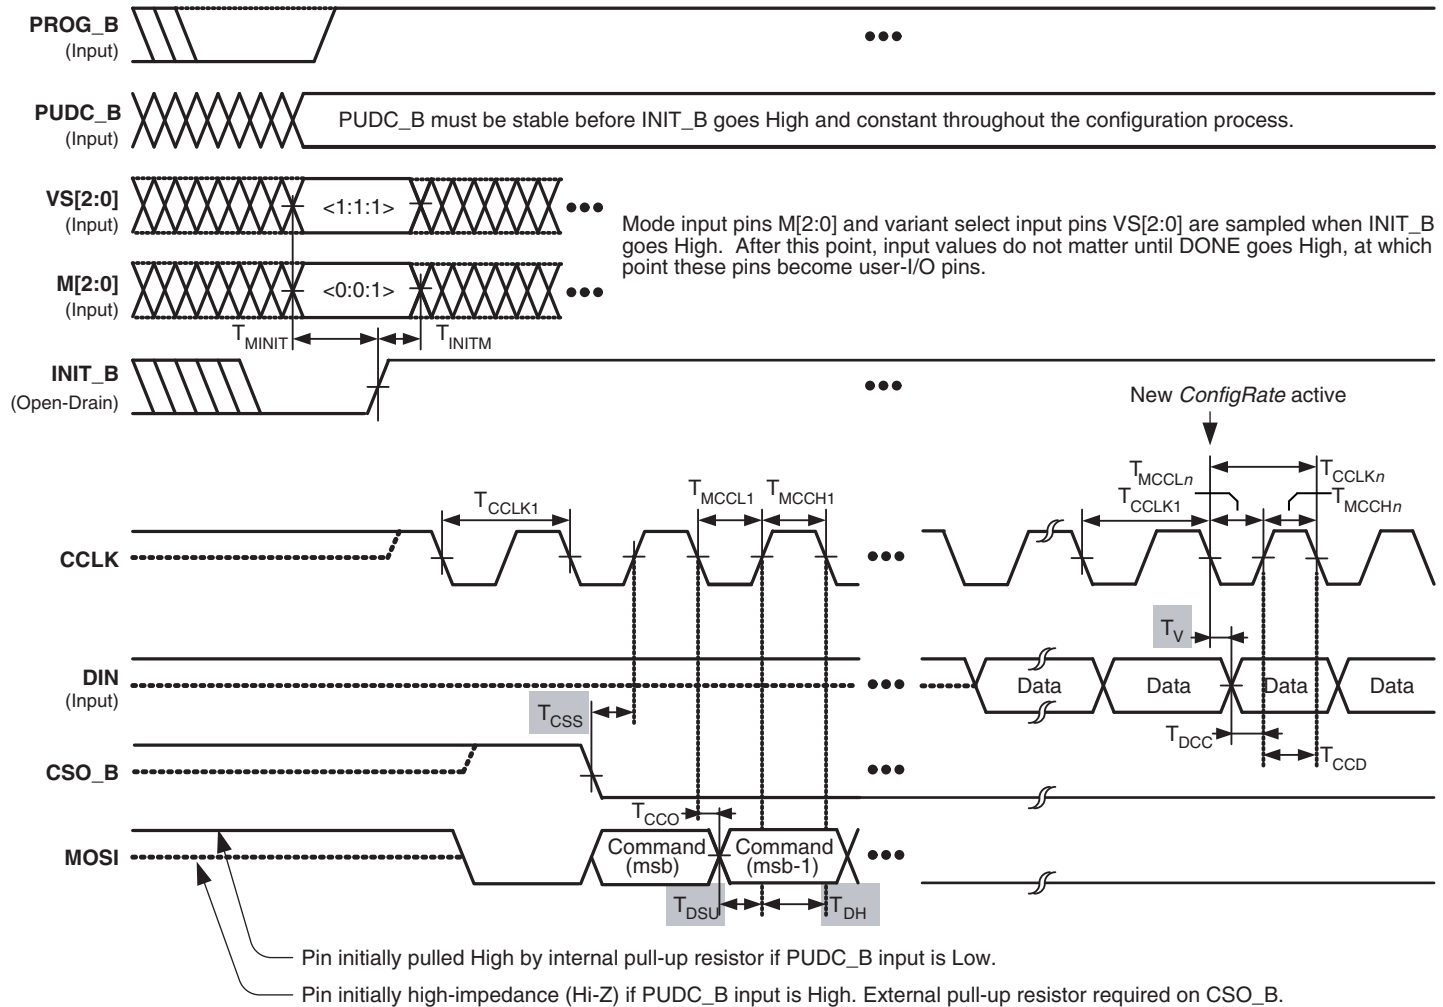 PROG_B
(Input)
PUDC_B
(Input)
PUDC_B must be stable before INIT_B goes High and constant throughout the configuration process.
VS[2:0]
(Input)
<1:1:1>
Mode input pins M[2:0] and variant select input pins VS[2:0] are sampled when INIT_B
goes High. After this point, input values do not matter until DONE goes High, at which
point these pins become user-I/O pins.
M[2:0]
(Input)
<0:0:1>
TMINIT
TINITM
INIT_B
(Open-Drain)
New ConfigRate active
TMCCLn
TCCLKn
TCCLK1
TMCCL1
TMCCH1
TCCLK1
TMCCHn
CCLK
TV
DIN
(Input)
Data
Data
Data
Data
TCSS
TDCC
TCCD
CSO_B
TCCO
MOSI
Command
(msb)
Command
(msb-1)
TDSU
TDH
Pin initially pulled High by internal pull-up resistor if PUDC_B input is Low.
Pin initially high-impedance (Hi-Z) if PUDC_B input is High. External pull-up resistor required on CSO_B.